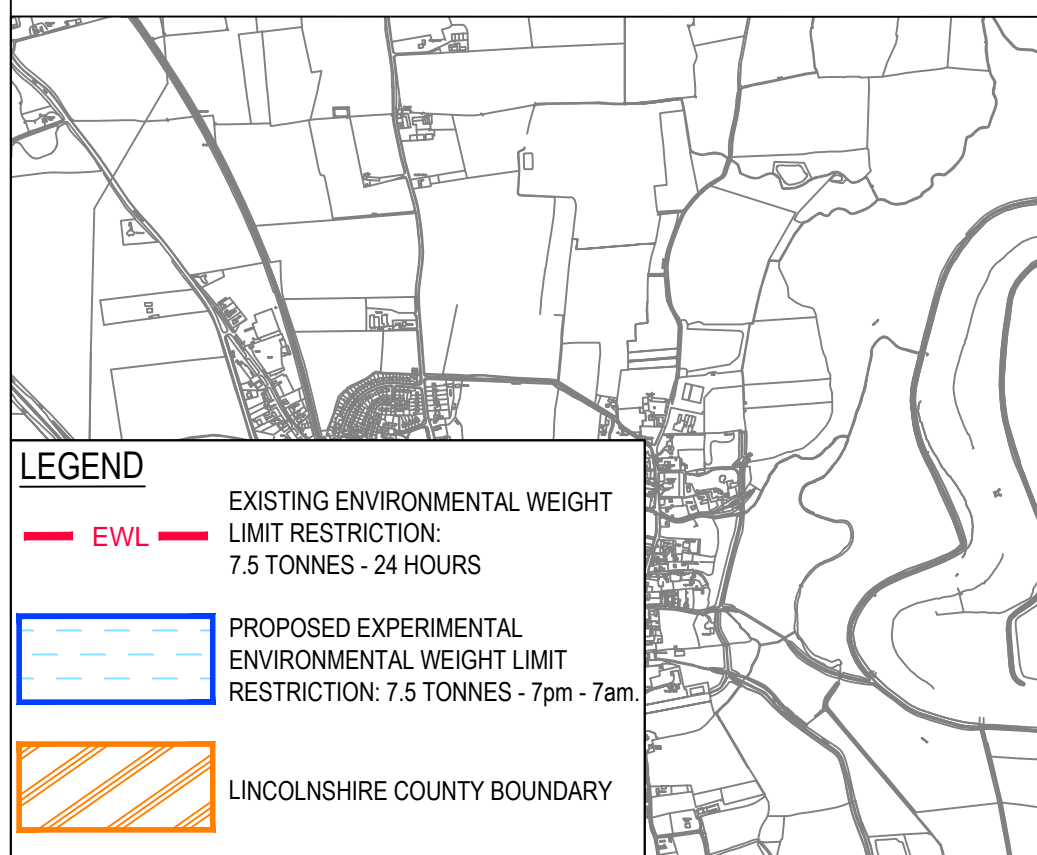 LEGEND
EWL
EXISTING ENVIRONMENTAL WEIGHT
LIMIT RESTRICTION:
7.5 TONNES - 24 HOURS
PROPOSED EXPERIMENTAL
ENVIRONMENTAL WEIGHT LIMIT
RESTRICTION: 7.5 TONNES - 7pm - 7am.
LINCOLNSHIRE COUNTY BOUNDARY